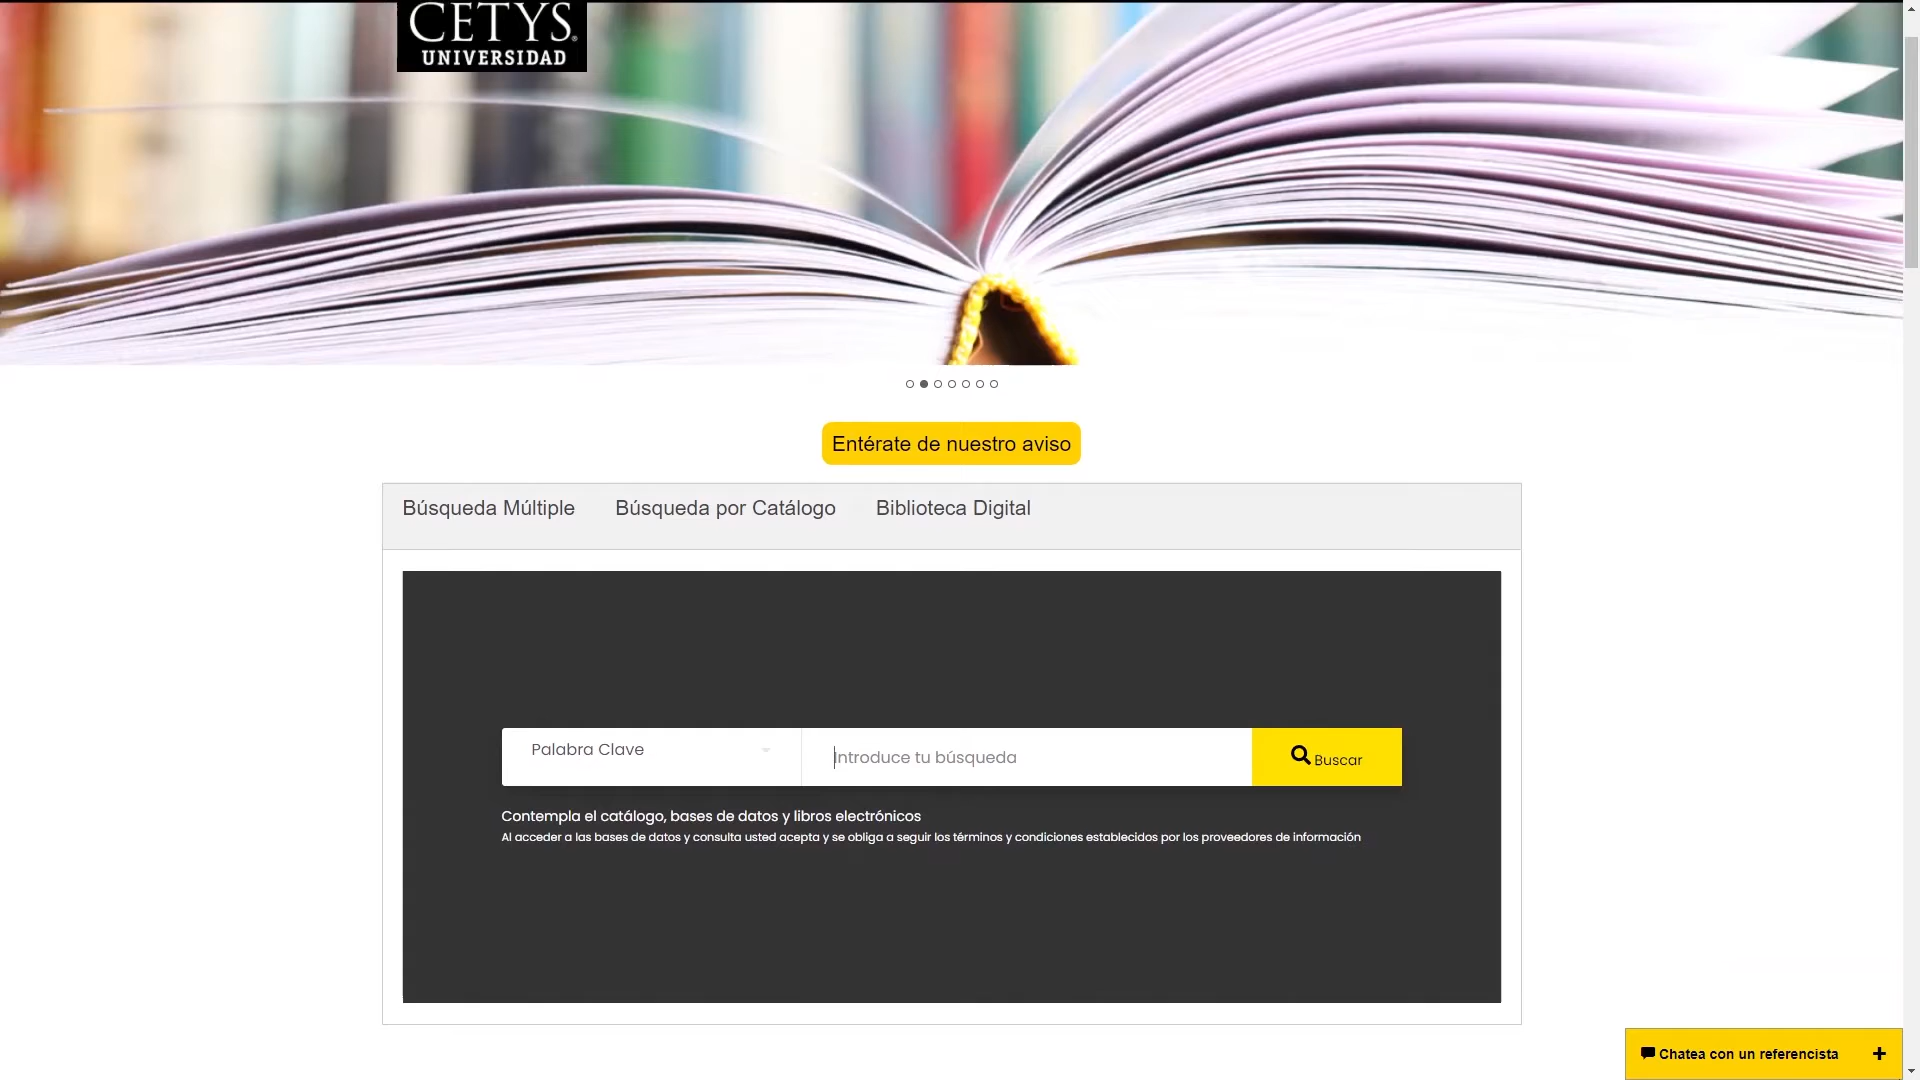 CETYS®
UNIVERSIDAD
Entérate de nuestro aviso
Búsqueda Múltiple
Búsqueda por Catálogo
Biblioteca Digital
Palabra Clave
Introduce tu búsqueda
Buscar
Contempla el catálogo, bases de datos y libros electrónicos
Al acceder a las bases de datos y consulta usted acepta y se obliga a seguir los términos y condiciones establecidos por los proveedores de información
Chatea con un referencista +